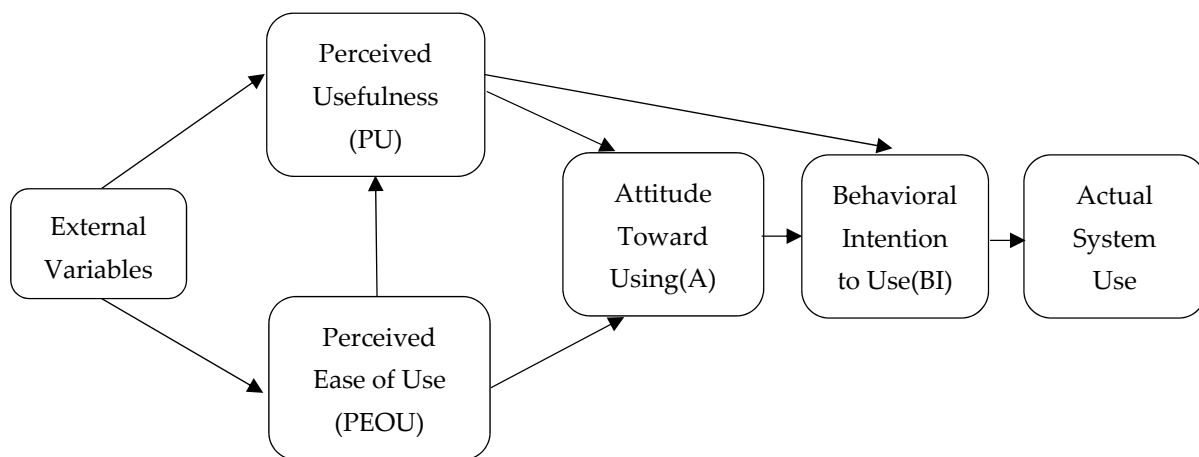 Perceived
Usefulness
(PU)
External
Variables
Perceived
Ease of Use
(PEOU)
Attitude
Toward
Using(A)
Behavioral
Intention
to Use(BI)
Actual
System
Use